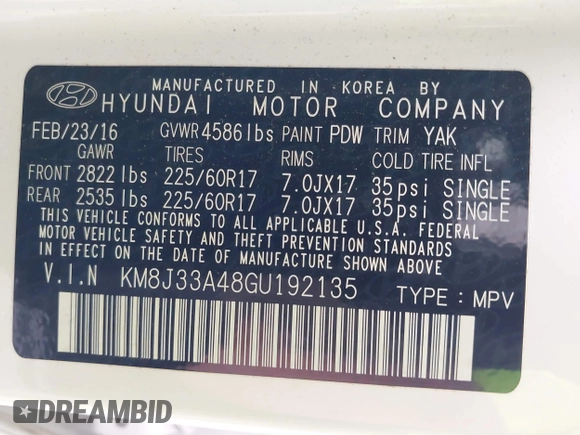 MANUFACTURED IN KOREA BY
HYUNDAI MOTOR COMPANY
FEB/23/16 GVWR 4586lbs PAINT PDW TRIM YAK
GAWR TIRES RIMS COLD TIRE INFL
FRONT 2822 lbs 225/60R17 7.0JX17 35psi SINGLE
REAR 2535 lbs 225/60R17 7.0JX17 35psi SINGLE
THIS VEHICLE CONFORMS TO ALL APPLICABLE U.S.A. FEDERAL
MOTOR VEHICLE SAFETY AND THEFT PREVENTION STANDARDS
IN EFFECT ON THE DATE OF MANUFACTURE SHOWN ABOVE.
V.I.N KM8J33A48GU192135 TYPE: MPV
DREAMBID